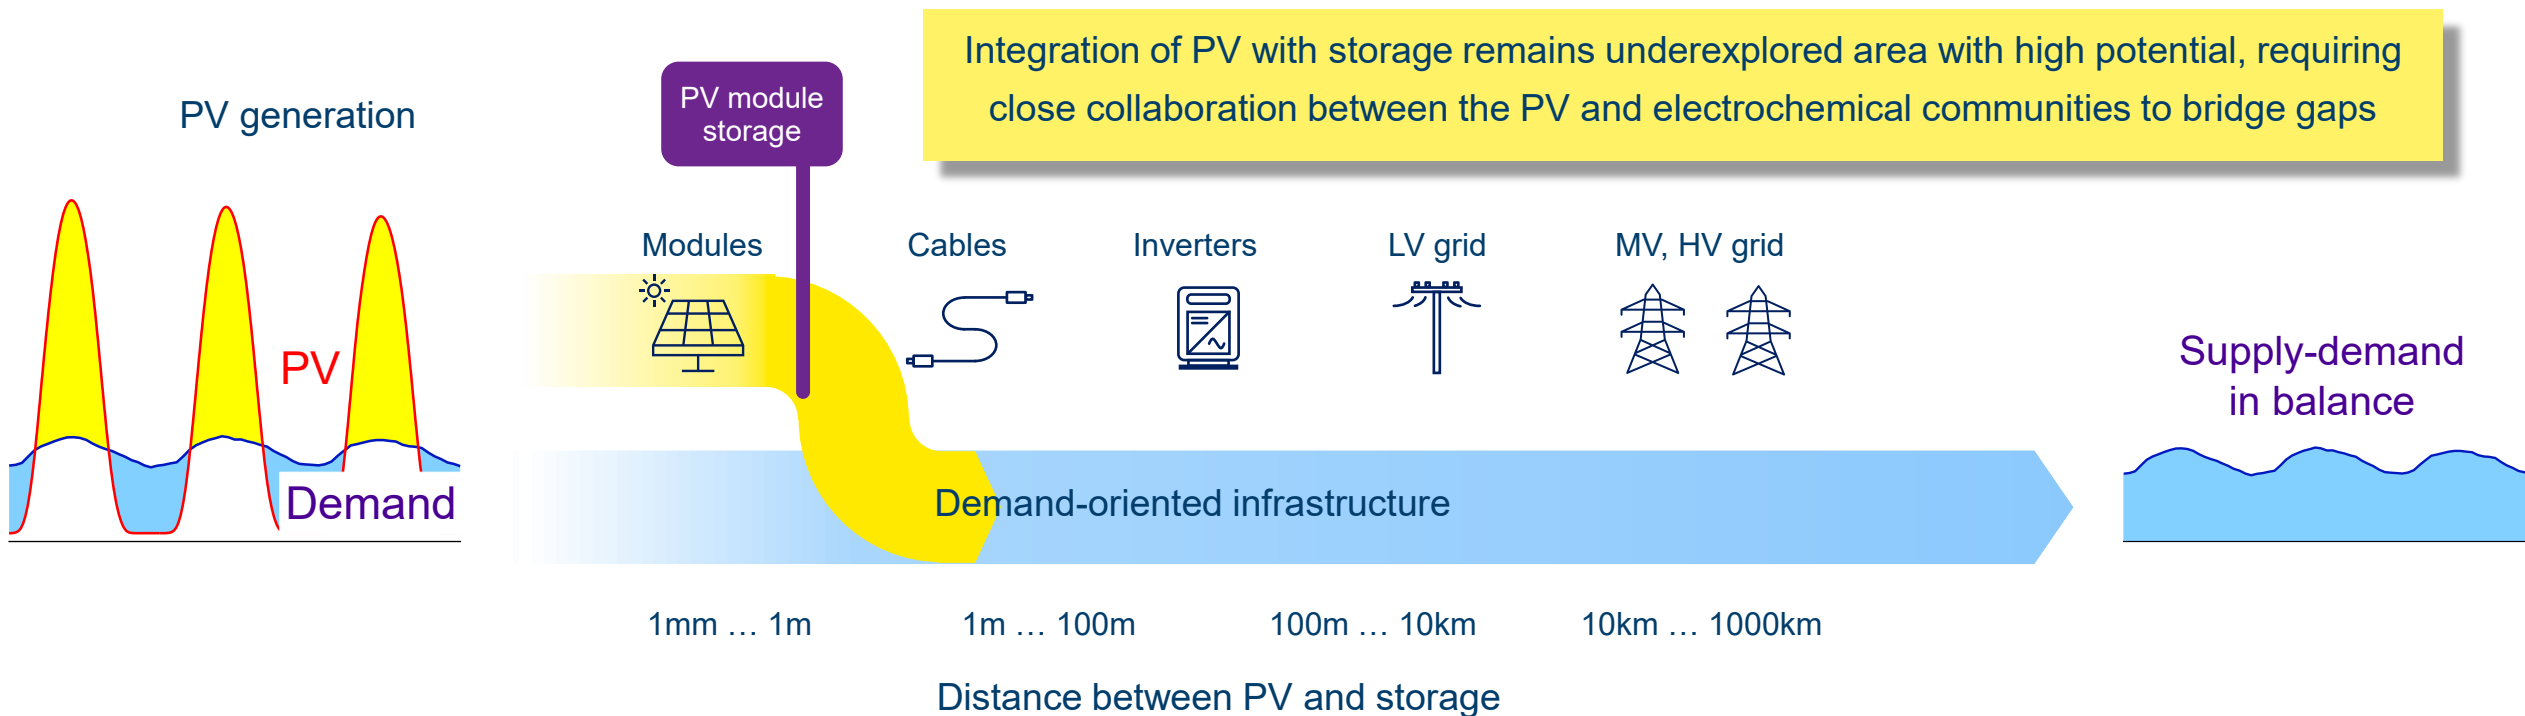 Integration of PV with storage remains underexplored area with high potential, requiring
close collaboration between the PV and electrochemical communities to bridge gaps
PV generation
PV module
storage
Modules
Cables
Inverters
LV grid
MV, HV grid
PV
Demand
Supply-demand
in balance
Demand-oriented infrastructure
1mm … 1m
1m … 100m
100m … 10km
10km … 1000km
Distance between PV and storage